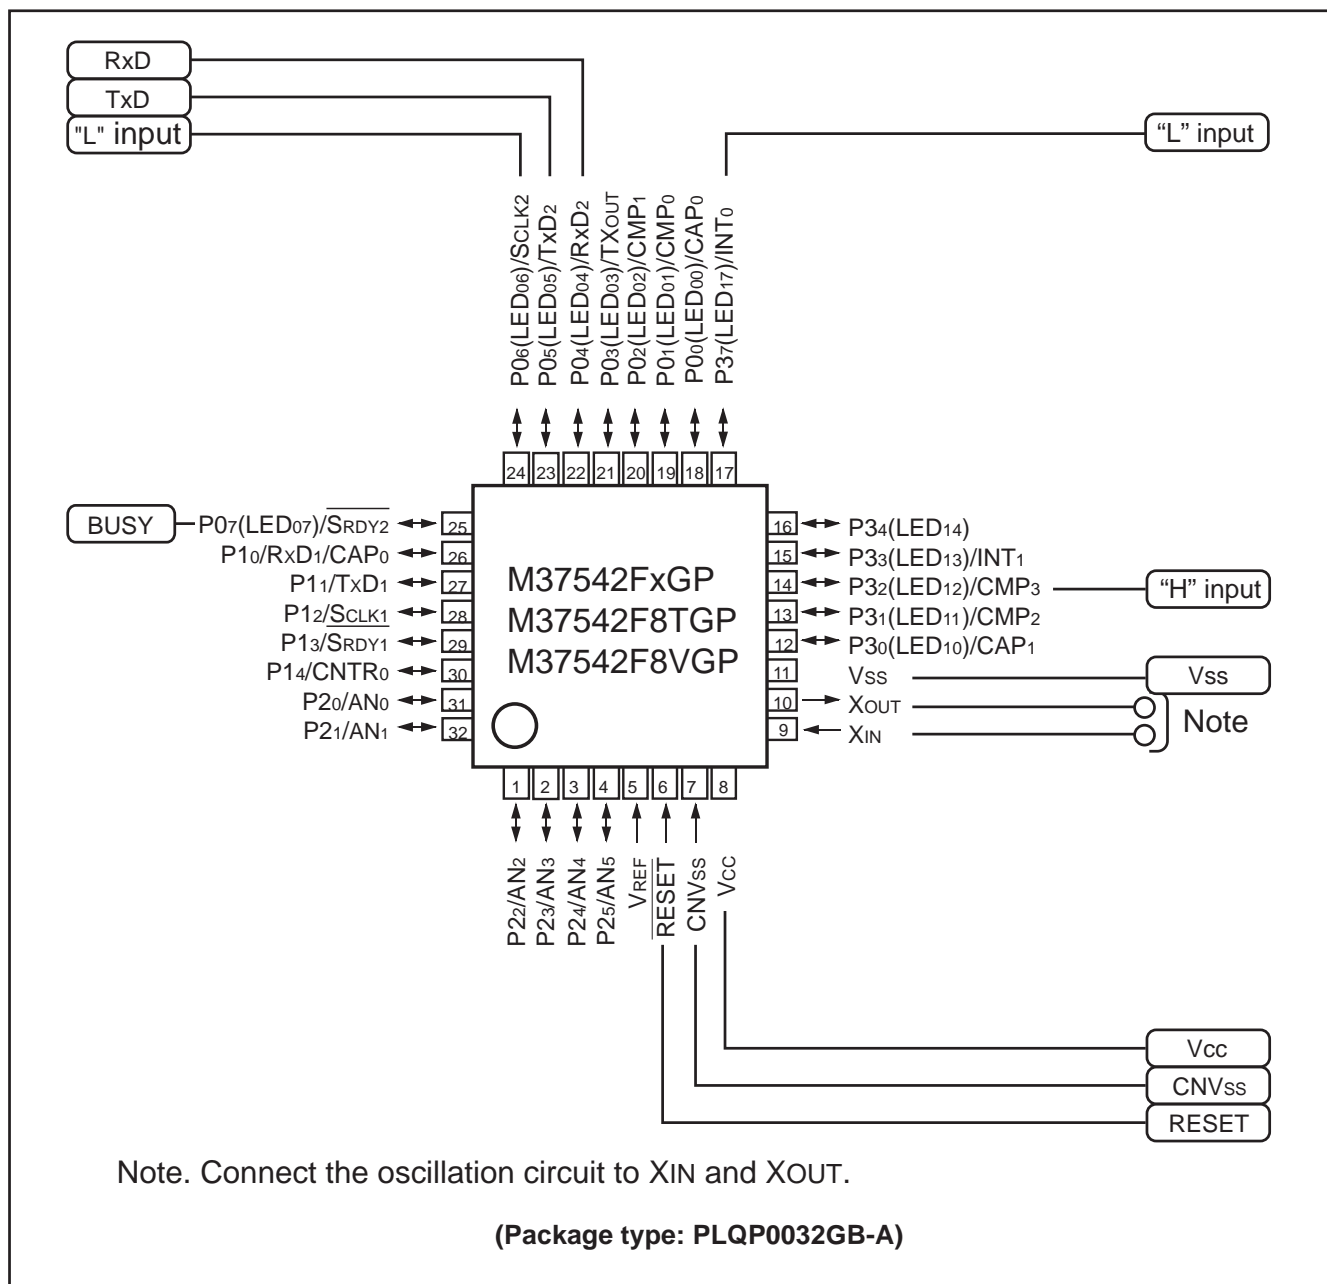 RxD
TxD
"L" input
“L” input
P06(LED06)/SCLK2
P05(LED05)/TxD2
P04(LED04)/RxD2
P03(LED03)/TXOUT
P02(LED02)/CMP1
P01(LED01)/CMP0
P00(LED00)/CAP0
P37(LED17)/INT0
24 23 22 21 20 19 18 17
BUSY
P07(LED07)/SRDY2 25
P10/RXD1/CAP0 26
P11/TXD1 27
P12/SCLK1 28
P13/SRDY1 29
P14/CNTR0 30
P20/AN0 31
P21/AN1 32
M37542FxGP
M37542F8TGP
M37542F8VGP
16 P34(LED14)
15 P33(LED13)/INT1
14 P32(LED12)/CMP3 “H” input
13 P31(LED11)/CMP2
12 P30(LED10)/CAP1
11 VSS Vss
10 XOUT
9 XIN
Note
1 2 3 4 5 6 7 8
P22/AN2
P23/AN3
P24/AN4
P25/AN5
VREF
RESET
CNVSS
VCC
Vcc
CNVss
RESET
Note. Connect the oscillation circuit to XIN and XOUT.
(Package type: PLQP0032GB-A)